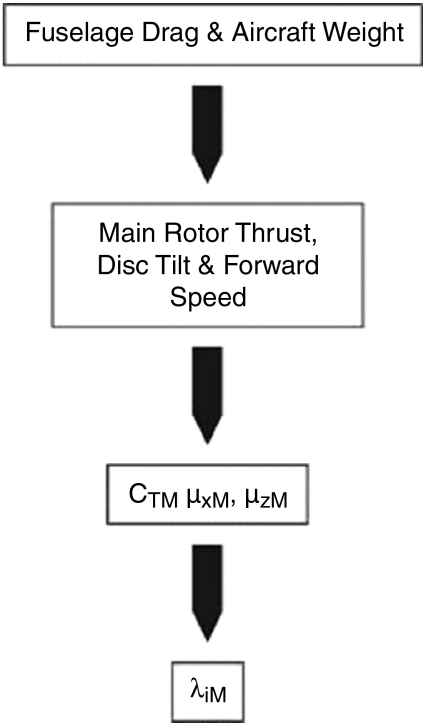 Fuselage Drag & Aircraft Weight
Main Rotor Thrust,
Disc Tilt & Forward
Speed
CTM μxM, μzM
λiM